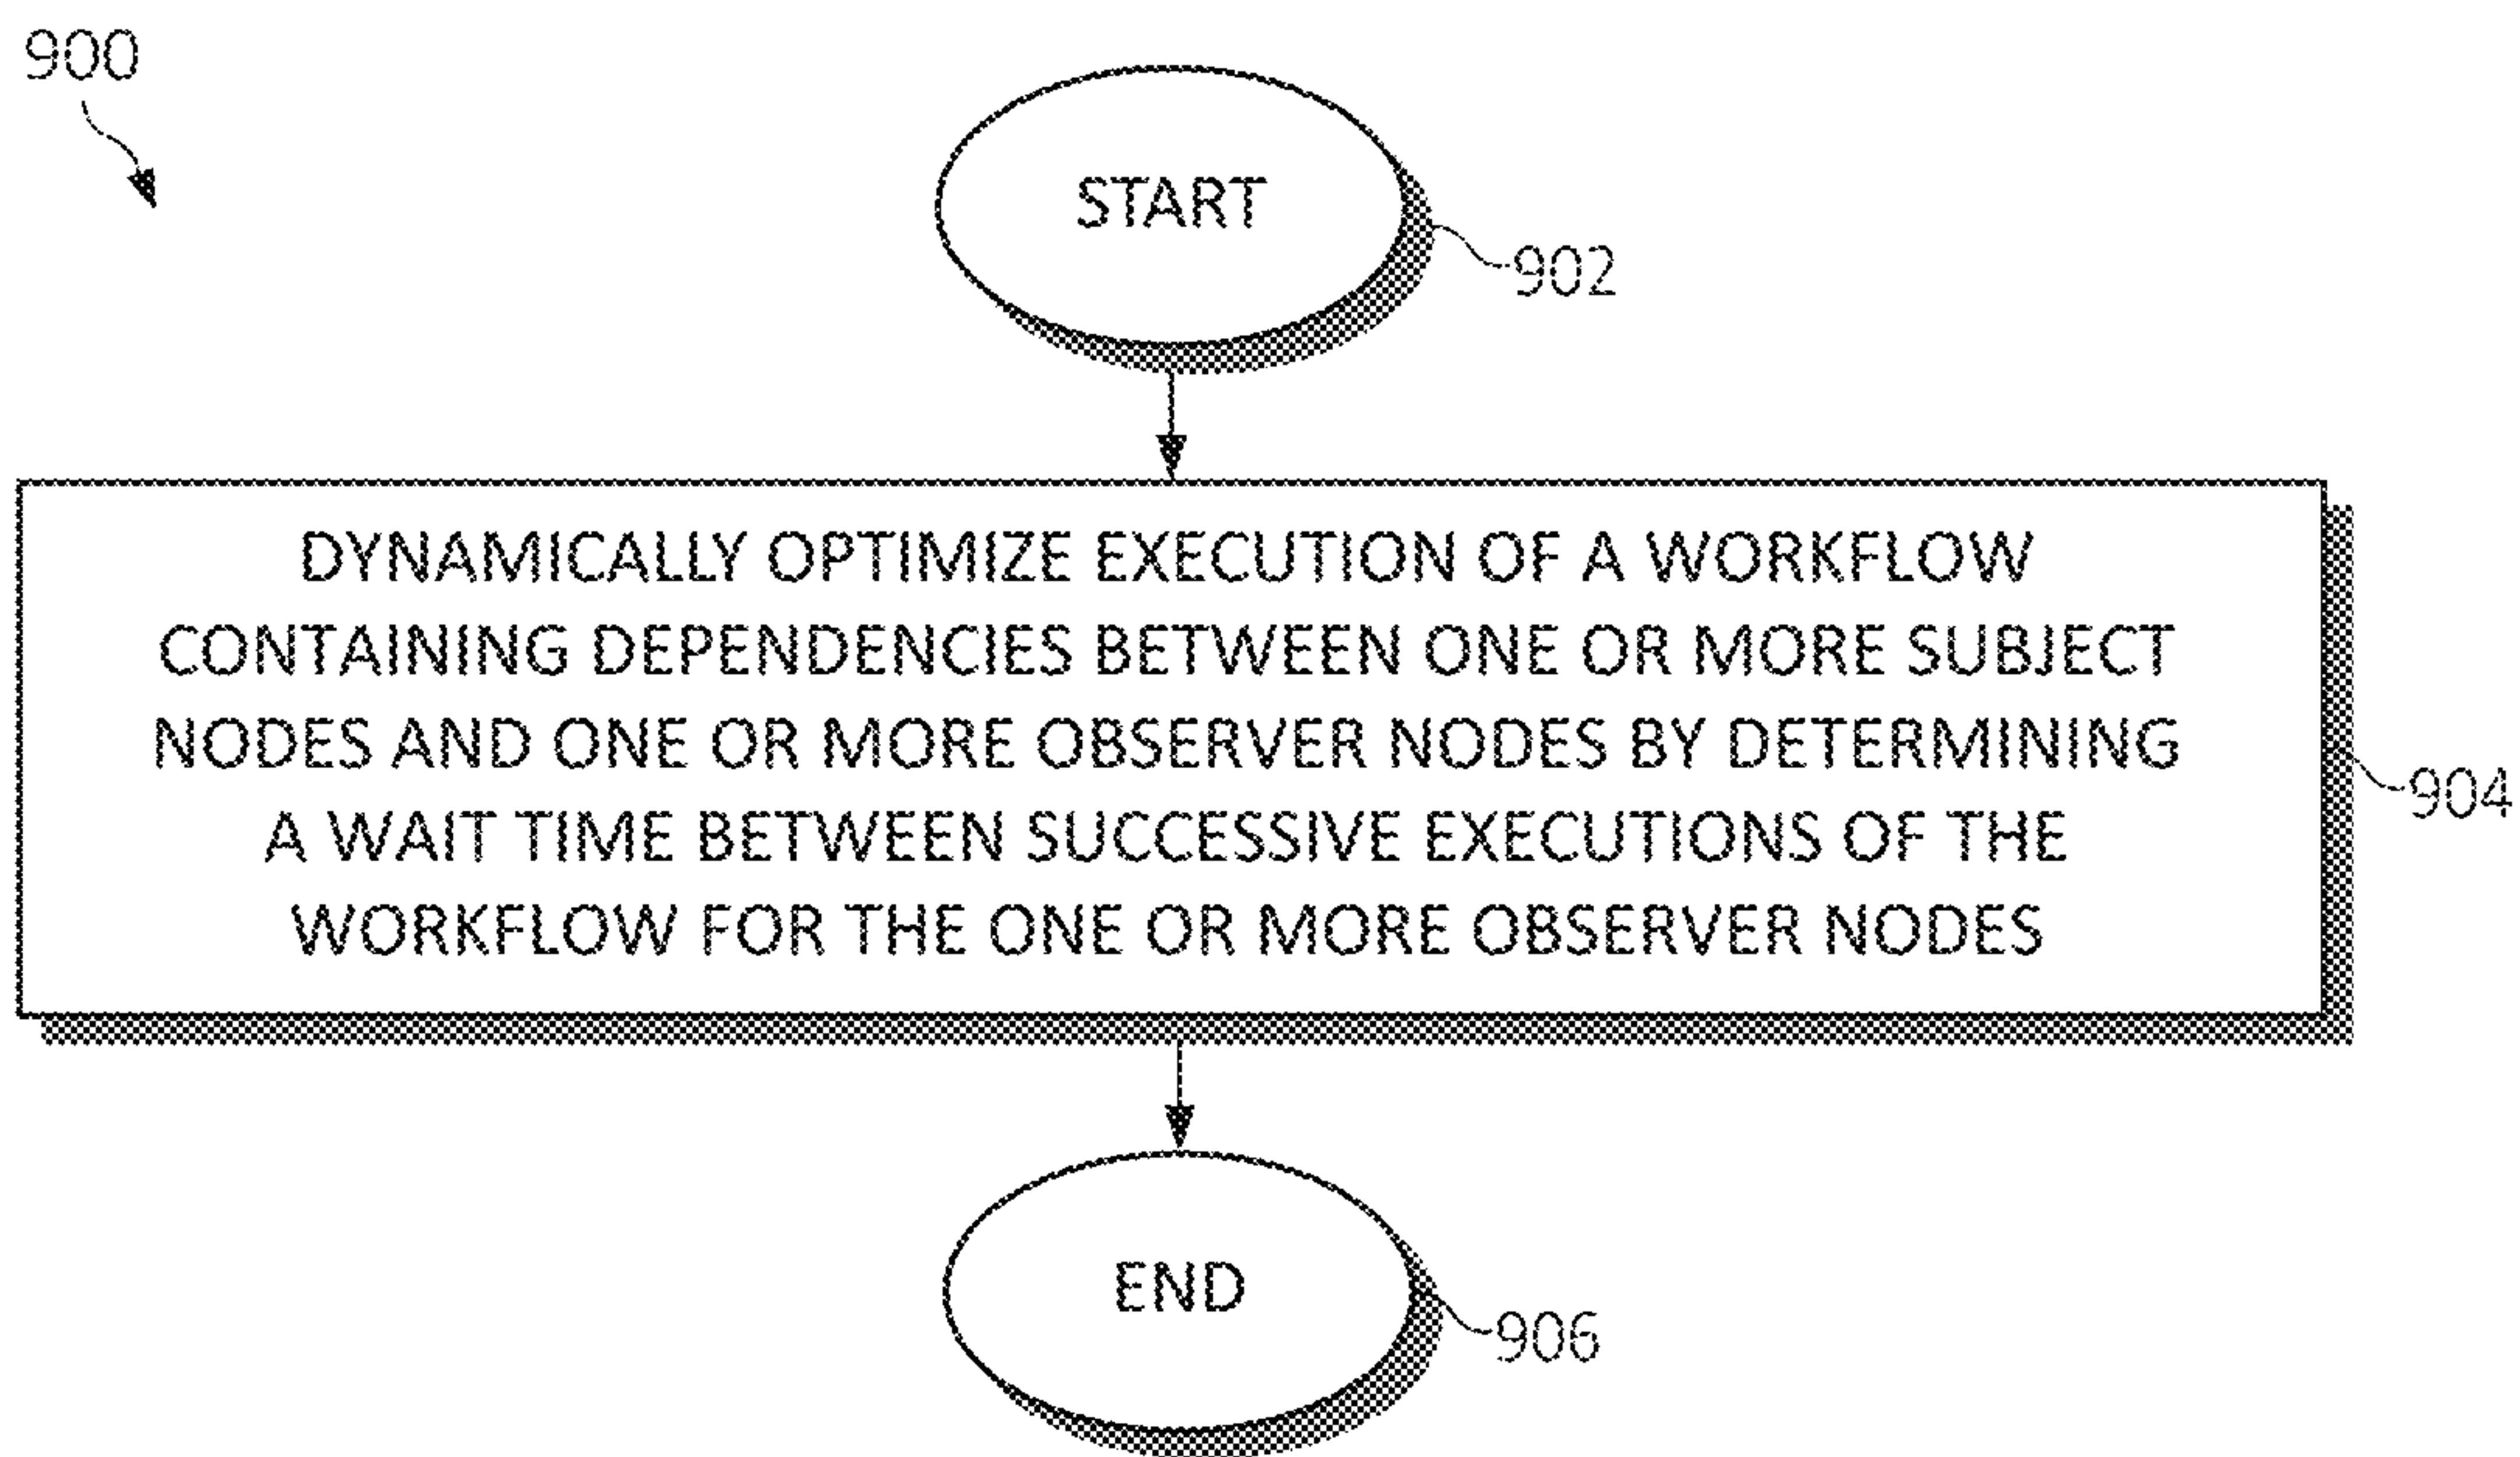 900
START
902
DYNAMICALLY OPTIMIZE EXECUTION OF A WORKFLOW
CONTAINING DEPENDENCIES BETWEEN ONE OR MORE SUBJECT
NODES AND ONE OR MORE OBSERVER NODES BY DETERMINING
A WAIT TIME BETWEEN SUCCESSIVE EXECUTIONS OF THE
WORKFLOW FOR THE ONE OR MORE OBSERVER NODES
904
END
906